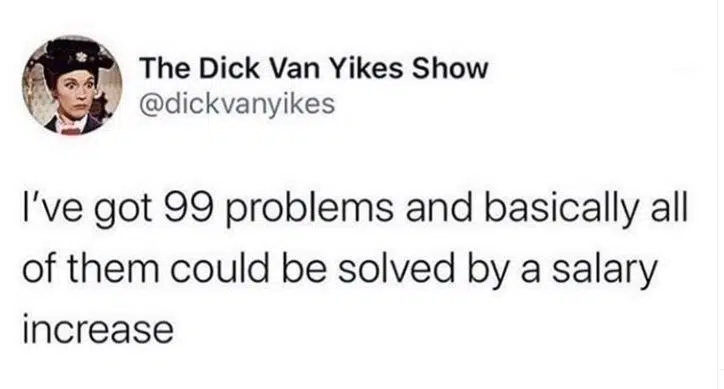 The Dick Van Yikes Show
@dickvanyikes
I've got 99 problems and basically all
of them could be solved by a salary
increase